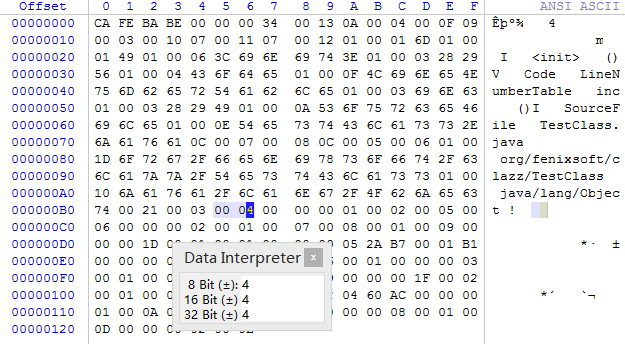 Offset 0 1 2 3 4 5 6 7 8 9 A B C D E F ANSI ASCII
00000000 CA FE BA BE 00 00 00 34 00 13 0A 00 04 00 0F 09 Êþº¾ 4
00000010 00 03 00 10 07 00 11 07 00 12 01 00 01 6D 01 00 m
00000020 01 49 01 00 06 3C 69 6E 69 74 3E 01 00 03 28 29 I <init> ()
00000030 56 01 00 04 43 6F 64 65 01 00 0F 4C 69 6E 65 4E V Code LineN
00000040 75 6D 62 65 72 54 61 62 6C 65 01 00 03 69 6E 63 umberTable inc
00000050 01 00 03 28 29 49 01 00 0A 53 6F 75 72 63 65 46 ()I SourceF
00000060 69 6C 65 01 00 0E 54 65 73 74 43 6C 61 73 73 2E ile TestClass.
00000070 6A 61 76 61 0C 00 07 00 08 0C 00 05 00 06 01 00 java
00000080 1D 6F 72 67 2F 66 65 6E 69 78 73 6F 66 74 2F 63 org/fenixsoft/c
00000090 6C 61 7A 7A 2F 54 65 73 74 43 6C 61 73 73 01 00 lazz/TestClass
000000A0 10 6A 61 76 61 2F 6C 61 6E 67 2F 4F 62 6A 65 63 java/lang/Objec
000000B0 74 00 21 00 03 00 04 00 00 00 01 00 02 00 05 00 t !
000000C0 06 00 00 00 02 00 01 00 07 00 08 00 01 00 09 00
000000D0 00 00 1D 05 2A B7 00 01 B1 *· ±
000000E0 00 00 00 01 00 00 00 03
000000F0 00 01 00 00 00 1F 00 02
00000100 00 01 00 04 60 AC 00 00 00 *´ `¬
00000110 01 00 0A 00 00 08 00 01 00
00000120 0D 00 00
Data Interpreter x
8 Bit (±): 4
16 Bit (±) 4
32 Bit (±) 4